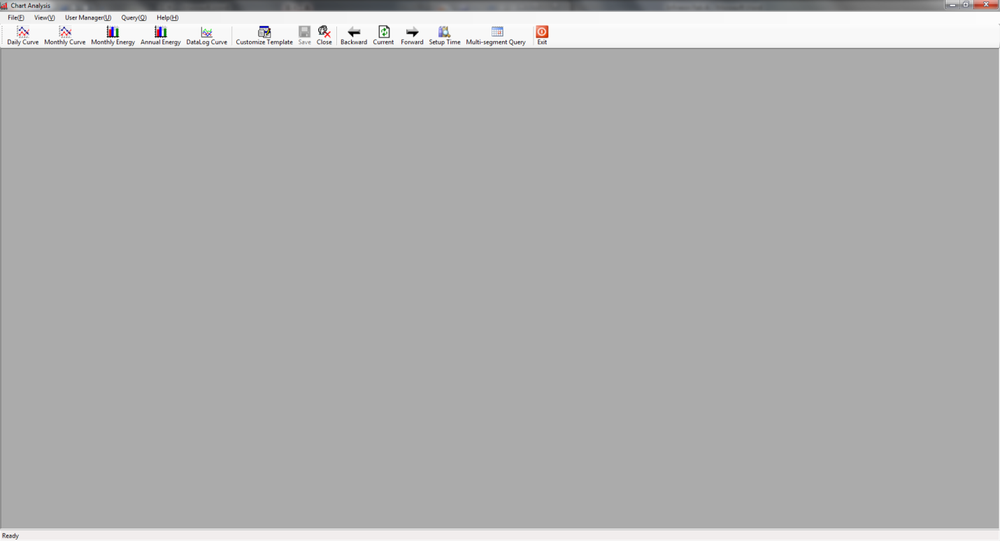 Chart Analysis
File(F) View(V) User Manager(U) Query(Q) Help(H)
Daily Curve Monthly Curve Monthly Energy Annual Energy DataLog Curve Customize Template Save Close Backward Current Forward Setup Time Multi-segment Query Exit
Ready